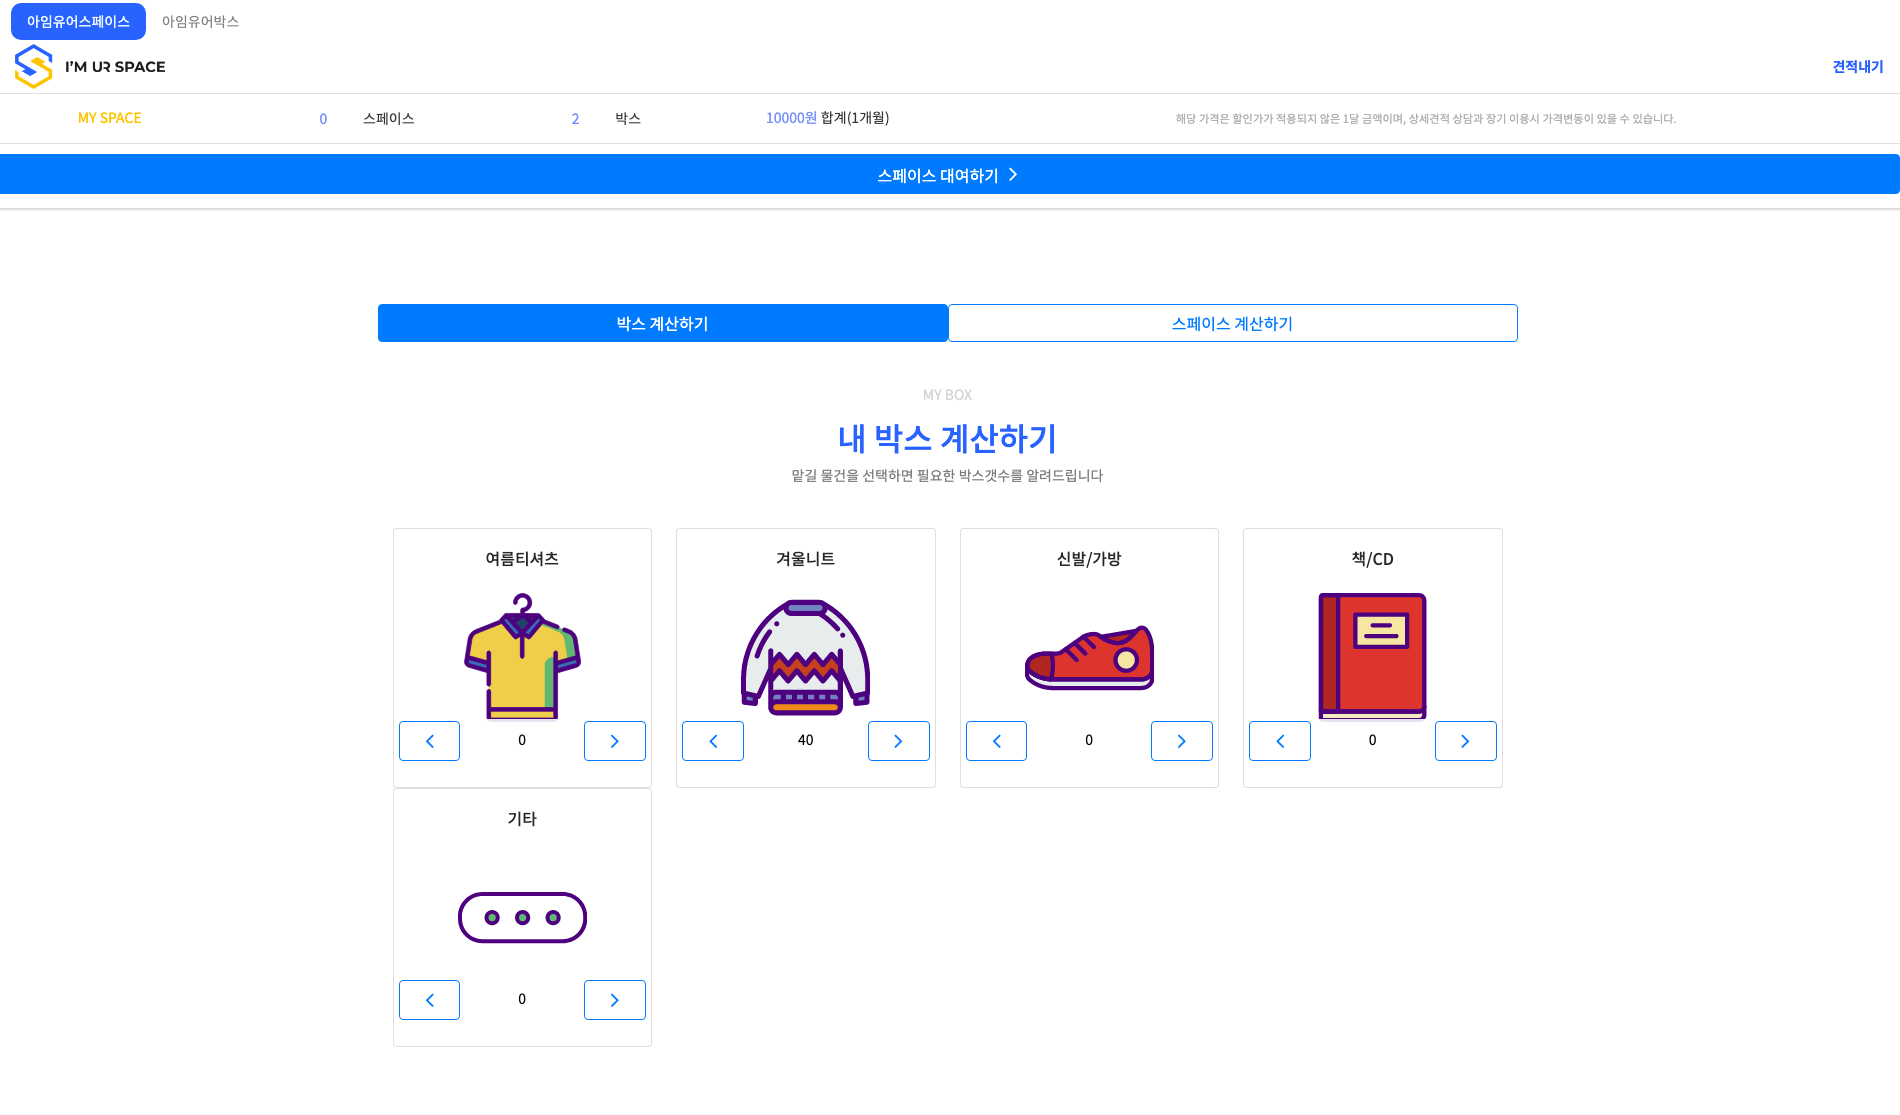 아임유어스페이스 아임유어박스
I'M UR SPACE 견적내기
MY SPACE 0 스페이스 2 박스 10000원 합계(1개월) 해당 가격은 할인가가 적용되지 않은 1달 금액이며, 상세견적 상담과 장기 이용시 가격변동이 있을 수 있습니다.
스페이스 대여하기
박스 계산하기 스페이스 계산하기
MY BOX
내 박스 계산하기
맡길 물건을 선택하면 필요한 박스갯수를 알려드립니다
여름티셔츠 겨울니트 신발/가방 책/CD
0 40 0 0
기타
0